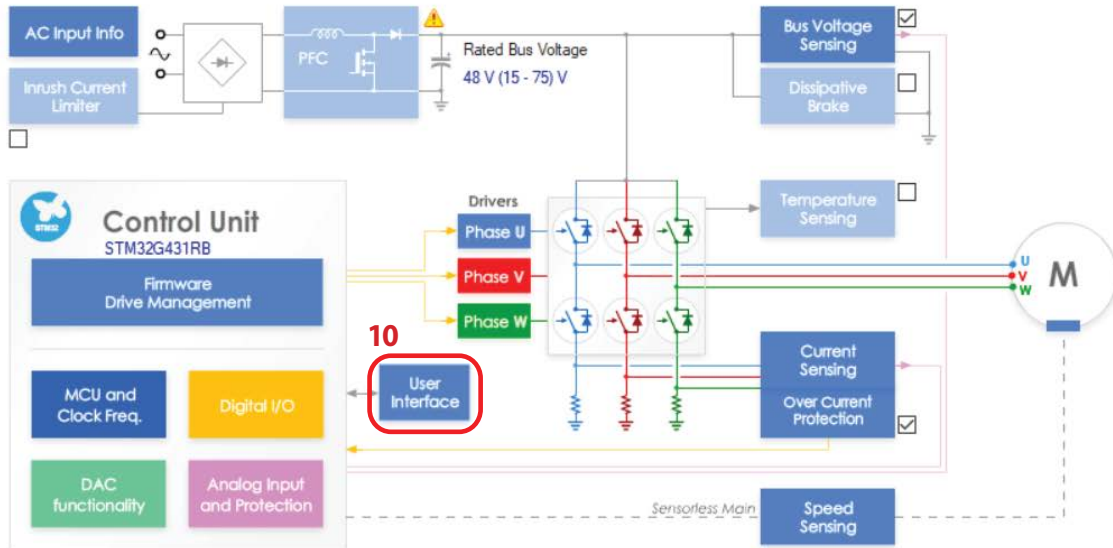 AC Input Info
Inrush Current
Limiter
PFC
Rated Bus Voltage
48 V (15 - 75) V
Bus Voltage
Sensing
Dissipative
Brake
Temperature
Sensing
STM32
Control Unit
STM32G431RB
Firmware
Drive Management
Drivers
Phase U
Phase V
Phase W
U
V
W
M
10
User
Interface
MCU and
Clock Freq.
Digital I/O
DAC
functionality
Analog Input
and Protection
Current
Sensing
Over Current
Protection
Sensorless Main
Speed
Sensing